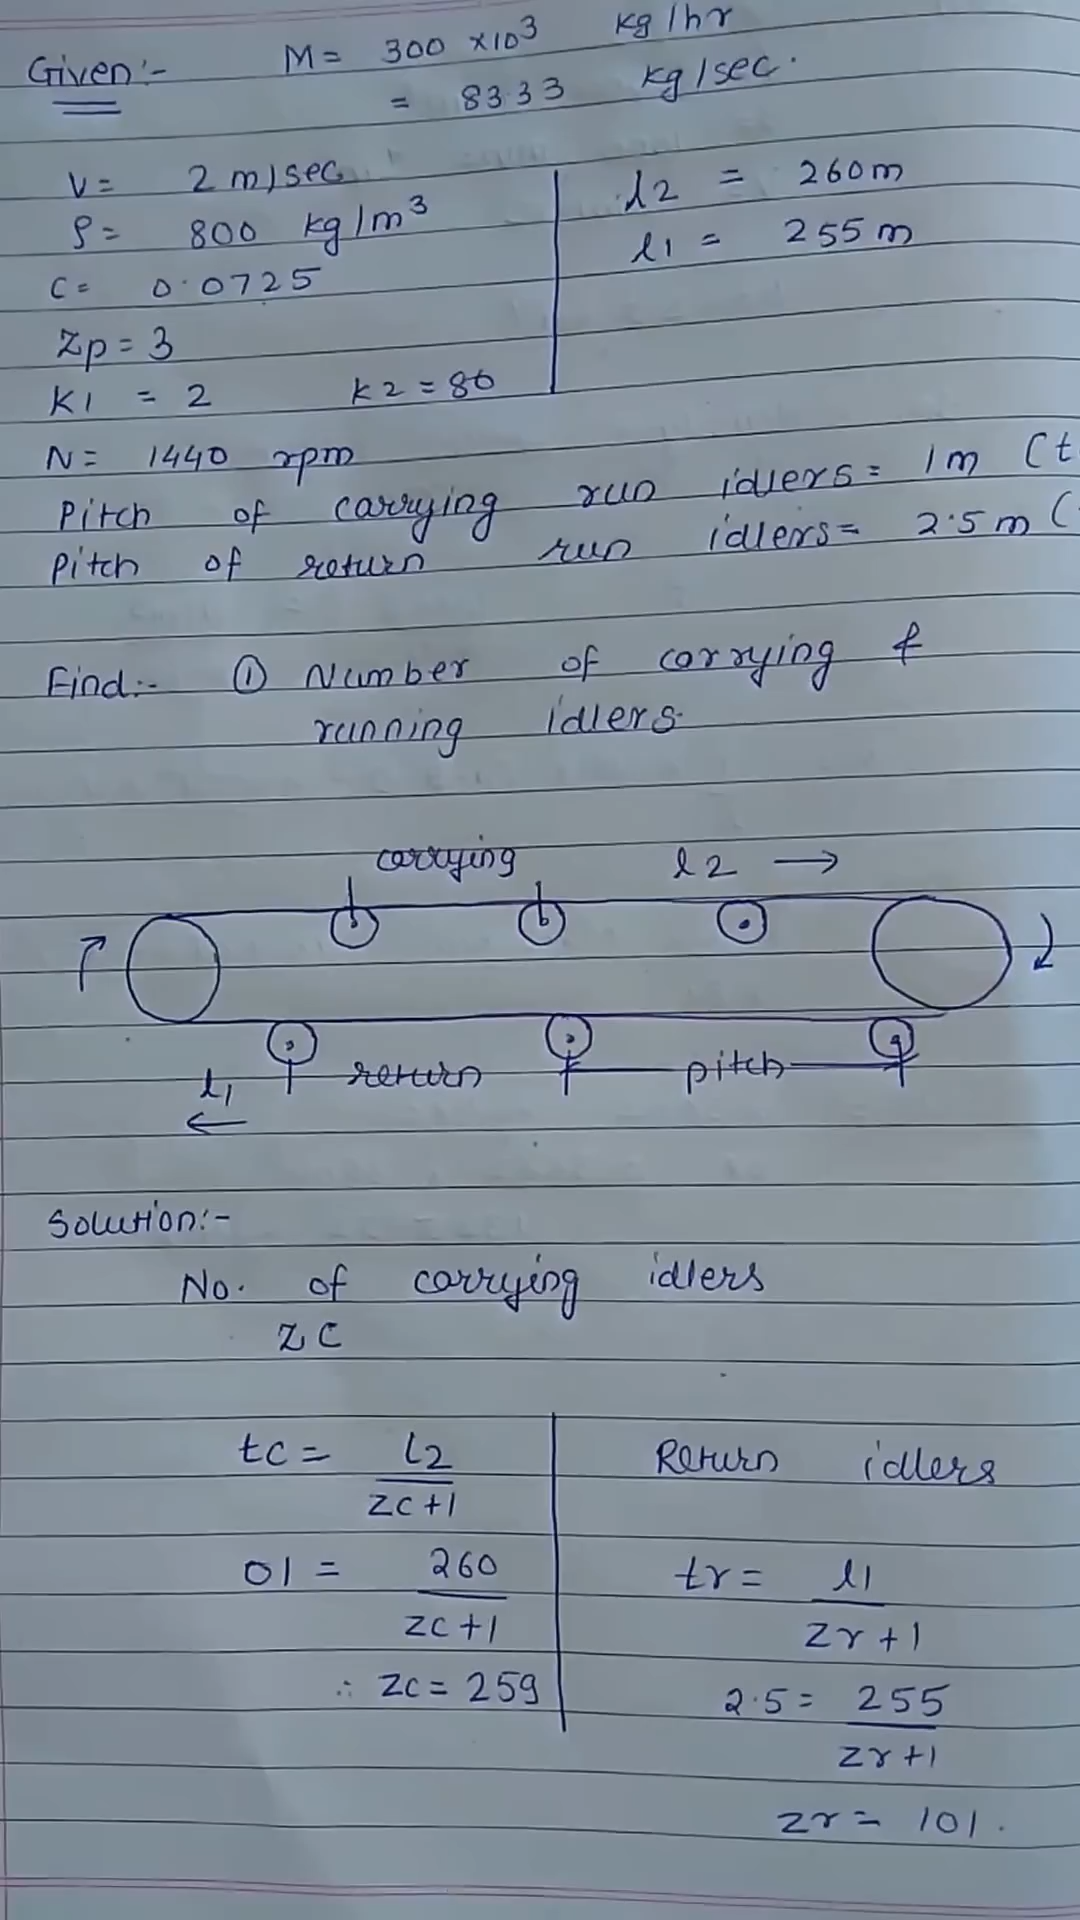 Given:- M= 300 ×10³ kg/hr
= 83.33 kg/sec.
V= 2 m/sec
ρ= 800 kg/m³
C= 0.0725
Zp=3
K1 = 2 K2=80
l2 = 260m
l1 = 255m
N= 1440 rpm
Pitch of carrying run idlers= 1m (t
Pitch of return run idlers= 2.5m (
Find:- ① Number of carrying &
running idlers.
carrying l2 →
l1 return pitch
←
Solution:-
No. of carrying idlers
ZC
tc= l2
zc+1
01 = 260
zc+1
∴ zc= 259
Return idlers
tr= l1
zr+1
2.5= 255
zr+1
zr= 101.